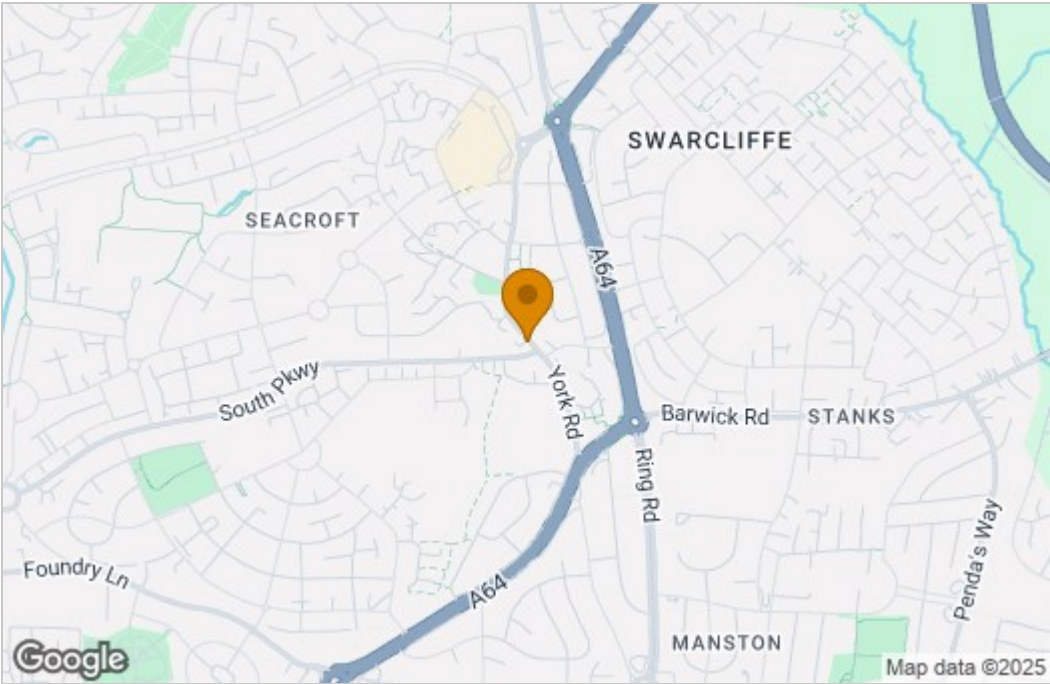 SWARCLIFFE
SEACROFT
A64
South Pkwy
York Rd
Barwick Rd
STANKS
Ring Rd
Penda's Way
Foundry Ln
A64
MANSTON
Google
Map data ©2025